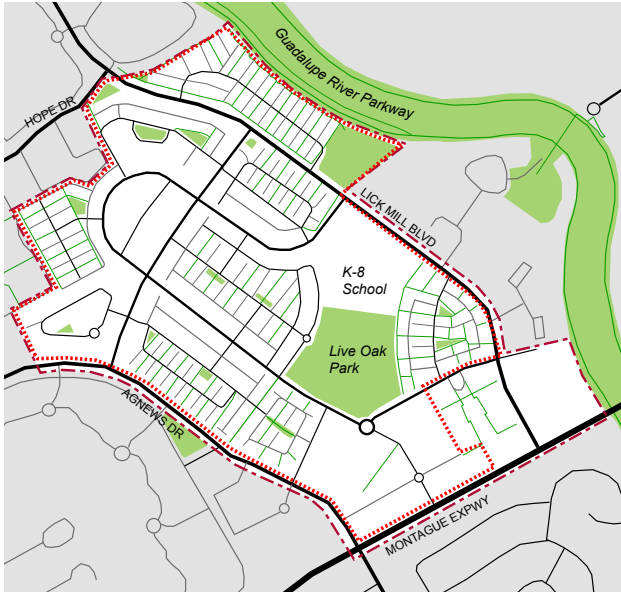 Guadalupe River Parkway
HOPE DR
LICK MILL BLVD
K-8
School
Live Oak
Park
AGNEWS DR
MONTAGUE EXPWY